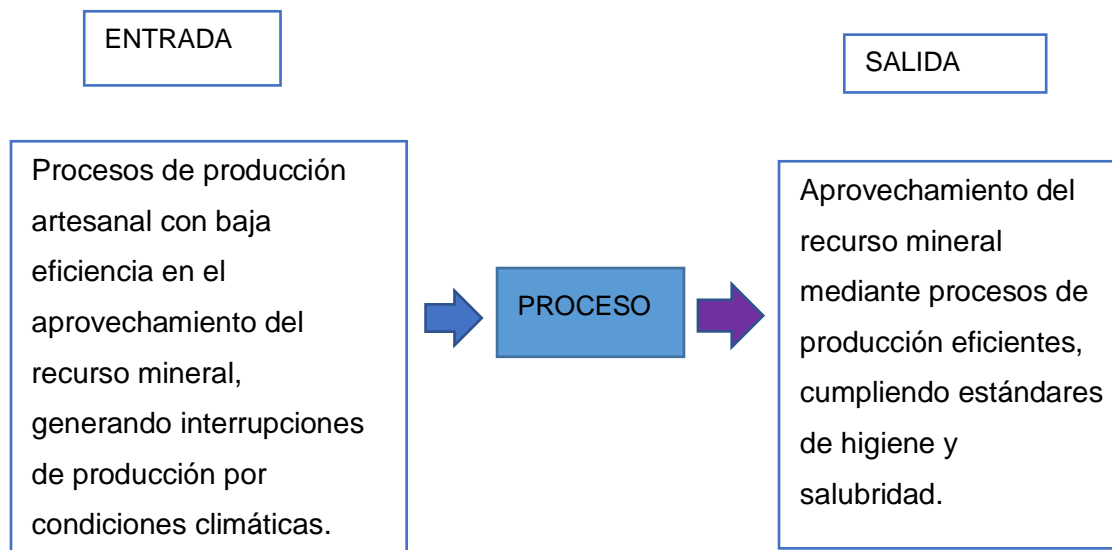 ENTRADA
SALIDA
Procesos de producción
artesanal con baja
eficiencia en el
aprovechamiento del
recurso mineral,
generando interrupciones
de producción por
condiciones climáticas.
PROCESO
Aprovechamiento del
recurso mineral
mediante procesos de
producción eficientes,
cumpliendo estándares
de higiene y
salubridad.